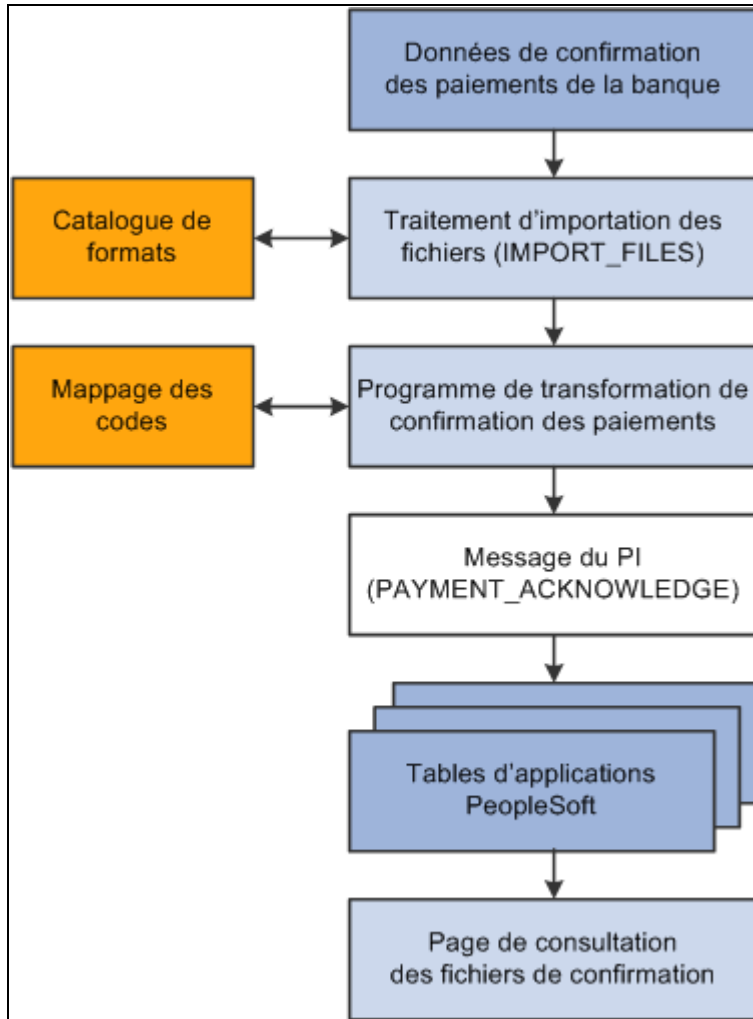 Données de confirmation
des paiements de la banque
Catalogue de
formats
Traitement d'importation des
fichiers (IMPORT_FILES)
Mappage des
codes
Programme de transformation de
confirmation des paiements
Message du PI
(PAYMENT_ACKNOWLEDGE)
Tables d'applications
PeopleSoft
Page de consultation
des fichiers de confirmation